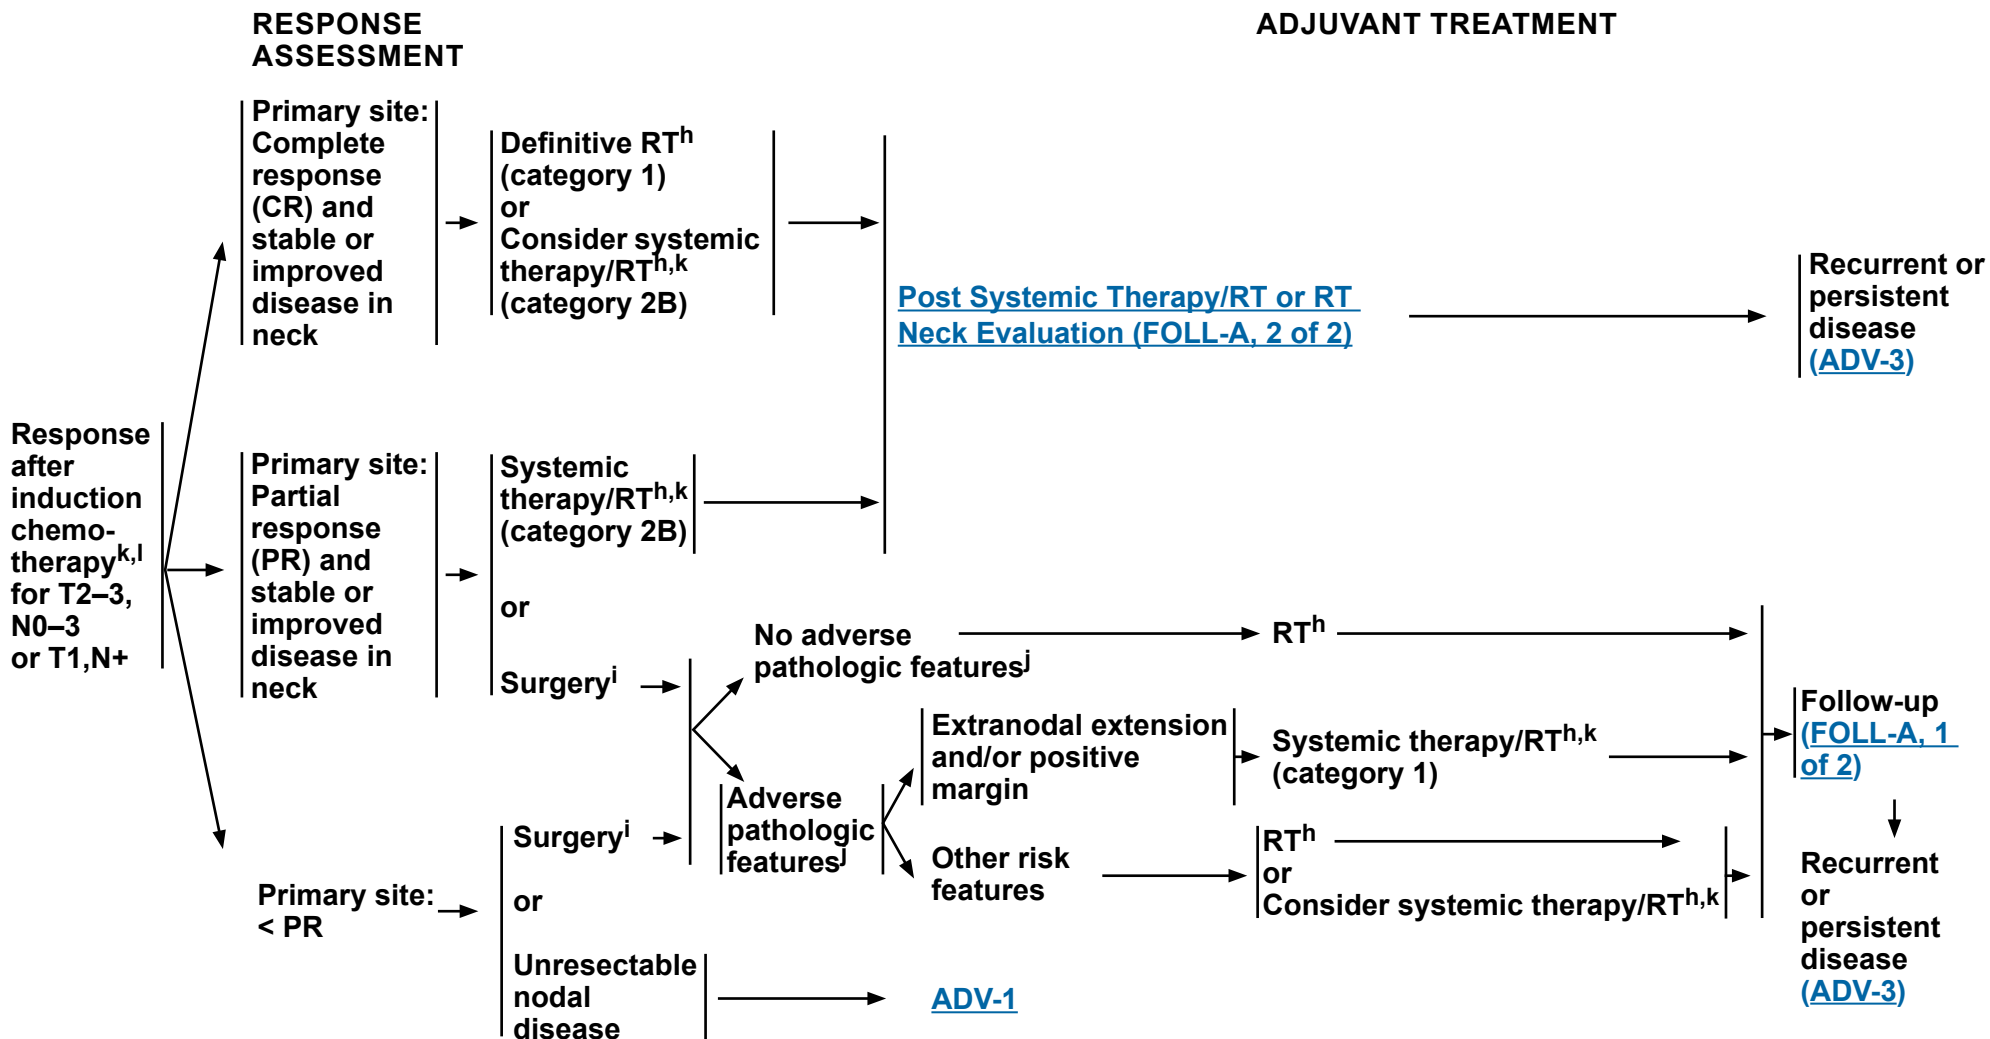 RESPONSE
ASSESSMENT
ADJUVANT TREATMENT
Response
after
induction
chemo-
therapyk,l
for T2–3,
N0–3
or T1,N+
Primary site:
Complete
response
(CR) and
stable or
improved
disease in
neck
Definitive RTh
(category 1)
or
Consider systemic
therapy/RTh,k
(category 2B)
Post Systemic Therapy/RT or RT
Neck Evaluation (FOLL-A, 2 of 2)
Recurrent or
persistent
disease
(ADV-3)
Primary site:
Partial
response
(PR) and
stable or
improved
disease in
neck
Systemic
therapy/RTh,k
(category 2B)
or
Surgeryi
No adverse
pathologic featuresj
RTh
Adverse
pathologic
featuresj
Extranodal extension
and/or positive
margin
Systemic therapy/RTh,k
(category 1)
Other risk
features
RTh
or
Consider systemic therapy/RTh,k
Follow-up
(FOLL-A, 1
of 2)
Recurrent
or
persistent
disease
(ADV-3)
Primary site:
< PR
Surgeryi
or
Unresectable
nodal
disease
ADV-1